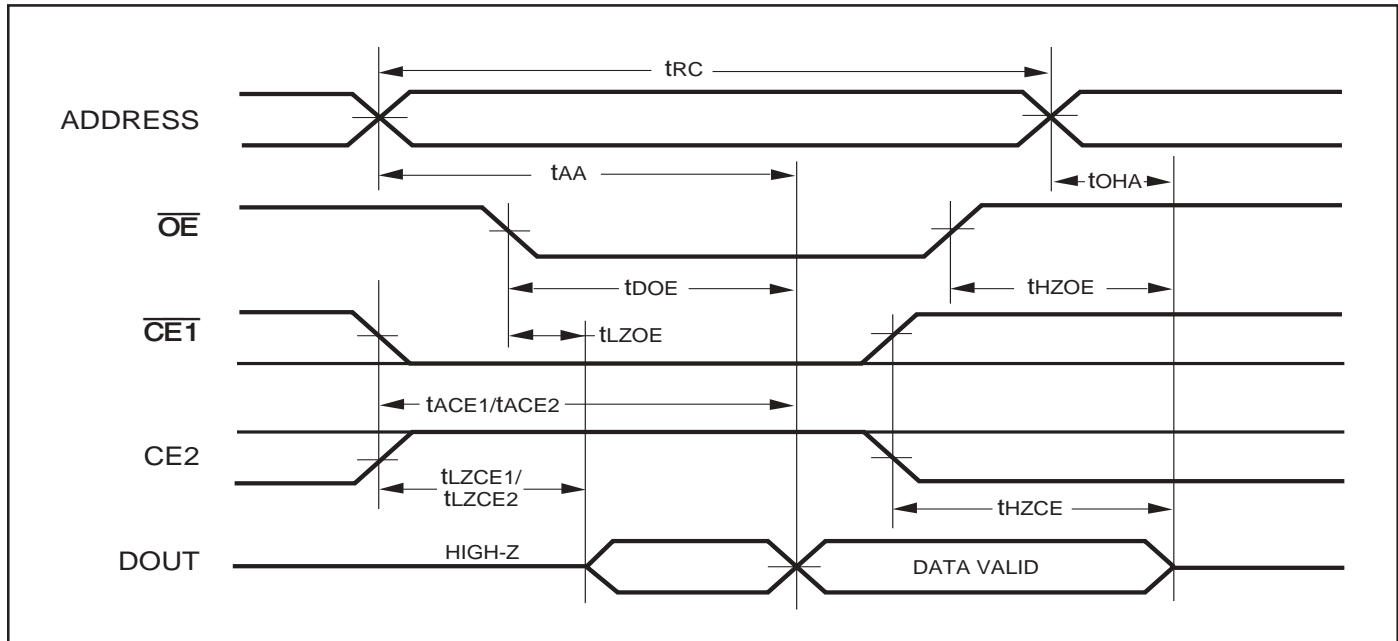 tRC
ADDRESS
tAA
tOHA
OE
tDOE
tHZOE
CE1
tLZOE
tACE1/tACE2
CE2
tLZCE1/
tLZCE2
tHZCE
DOUT
HIGH-Z
DATA VALID